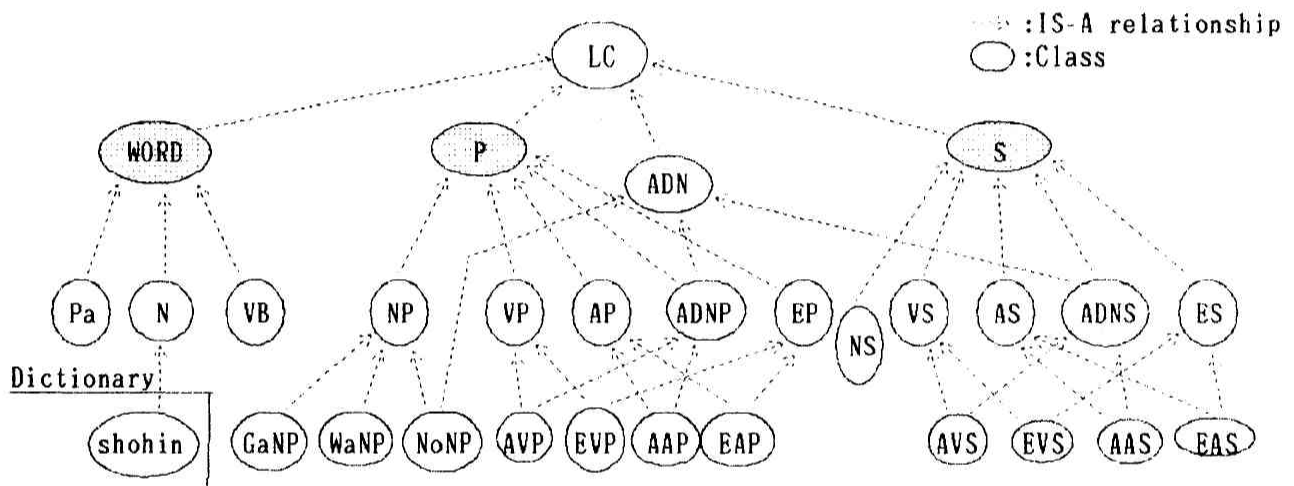 :IS-A relationship
:Class
LC
WORD
P
ADN
S
Pa
N
VB
NP
VP
AP
ADNP
EP
NS
VS
AS
ADNS
ES
Dictionary
shohin
GaNP
WaNP
NoNP
AVP
EVP
AAP
EAP
AVS
EVS
AAS
EAS